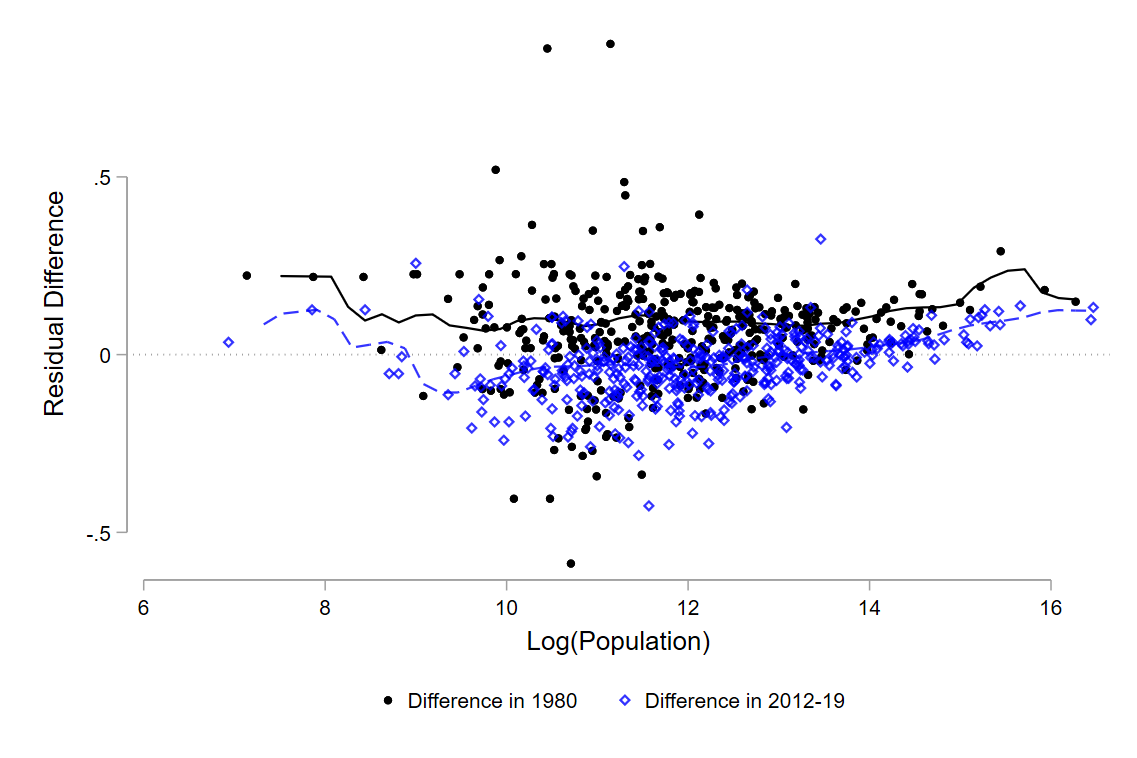 Residual Difference
.5
0
-.5
6 8 10 12 14 16
Log(Population)
Difference in 1980 Difference in 2012-19